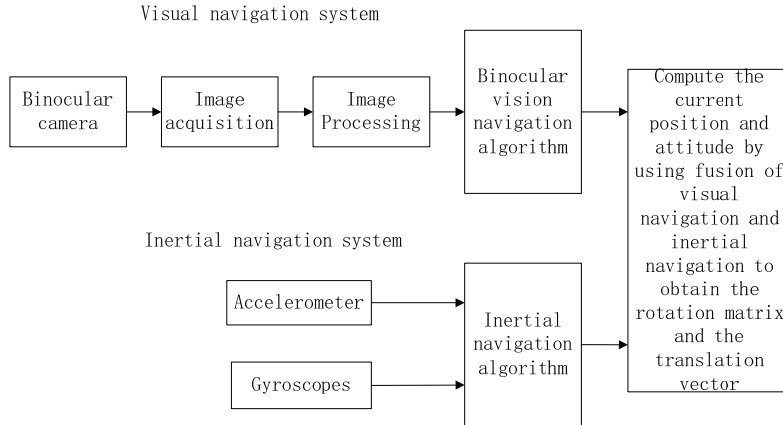 Visual navigation system
Binocular
camera
Image
acquisition
Image
Processing
Binocular
vision
navigation
algorithm
Compute the
current
position and
attitude by
using fusion of
visual
navigation and
inertial
navigation to
obtain the
rotation matrix
and the
translation
vector
Inertial navigation system
Accelerometer
Gyroscopes
Inertial
navigation
algorithm